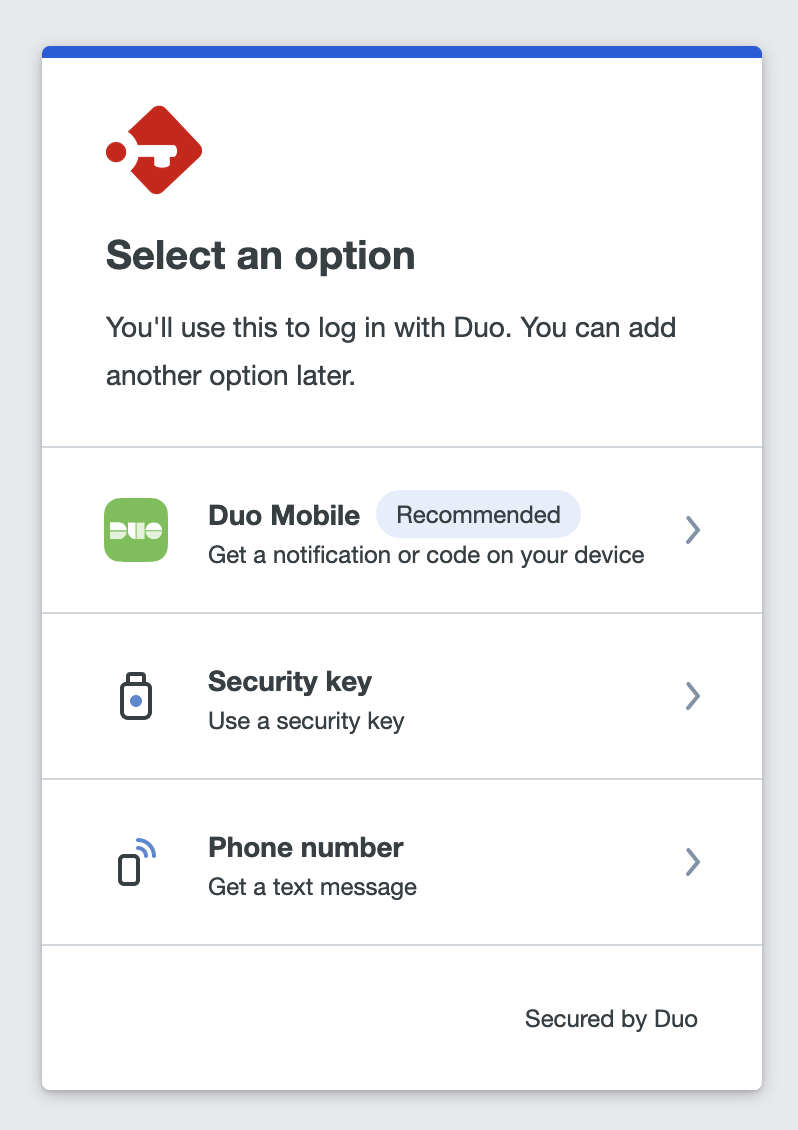 Select an option
You'll use this to log in with Duo. You can add
another option later.
DUO
Duo Mobile Recommended
Get a notification or code on your device
Security key
Use a security key
Phone number
Get a text message
Secured by Duo